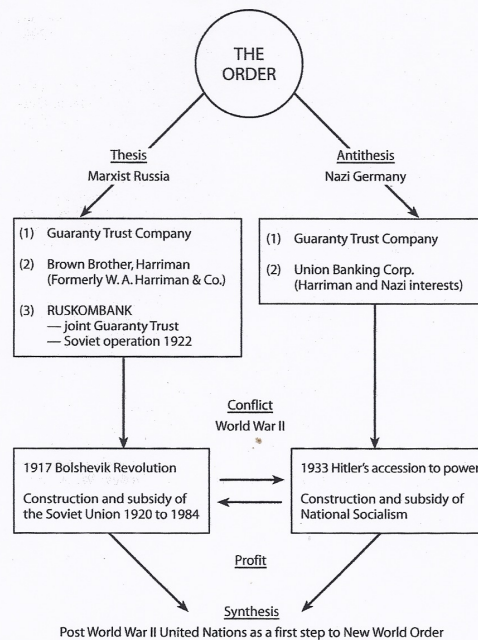 THE
ORDER
Thesis
Marxist Russia
Antithesis
Nazi Germany
(1) Guaranty Trust Company
(2) Brown Brother, Harriman
(Formerly W. A. Harriman & Co.)
(3) RUSKOMBANK
— joint Guaranty Trust
— Soviet operation 1922
(1) Guaranty Trust Company
(2) Union Banking Corp.
(Harriman and Nazi interests)
Conflict
World War II
1917 Bolshevik Revolution
Construction and subsidy of
the Soviet Union 1920 to 1984
1933 Hitler's accession to power
Construction and subsidy of
National Socialism
Profit
Synthesis
Post World War II United Nations as a first step to New World Order